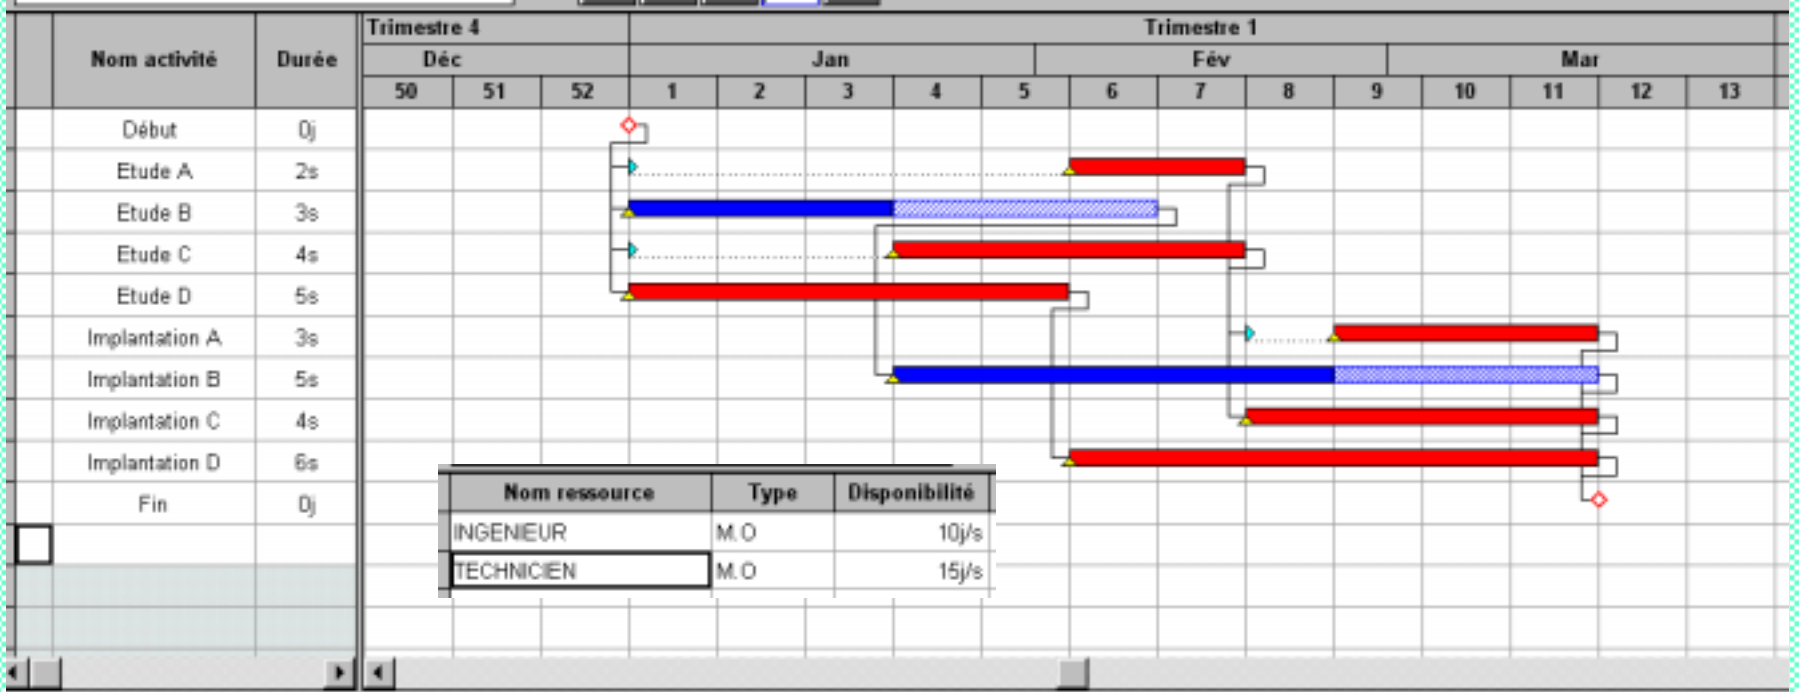 Trimestre 4 Trimestre 1
Nom activité Durée Déc Jan Fév Mar
50 51 52 1 2 3 4 5 6 7 8 9 10 11 12 13
Début 0j
Etude A 2s
Etude B 3s
Etude C 4s
Etude D 5s
Implantation A 3s
Implantation B 5s
Implantation C 4s
Implantation D 6s
Fin 0j
Nom ressource Type Disponibilité
INGENIEUR M.O 10j/s
TECHNICIEN M.O 15j/s